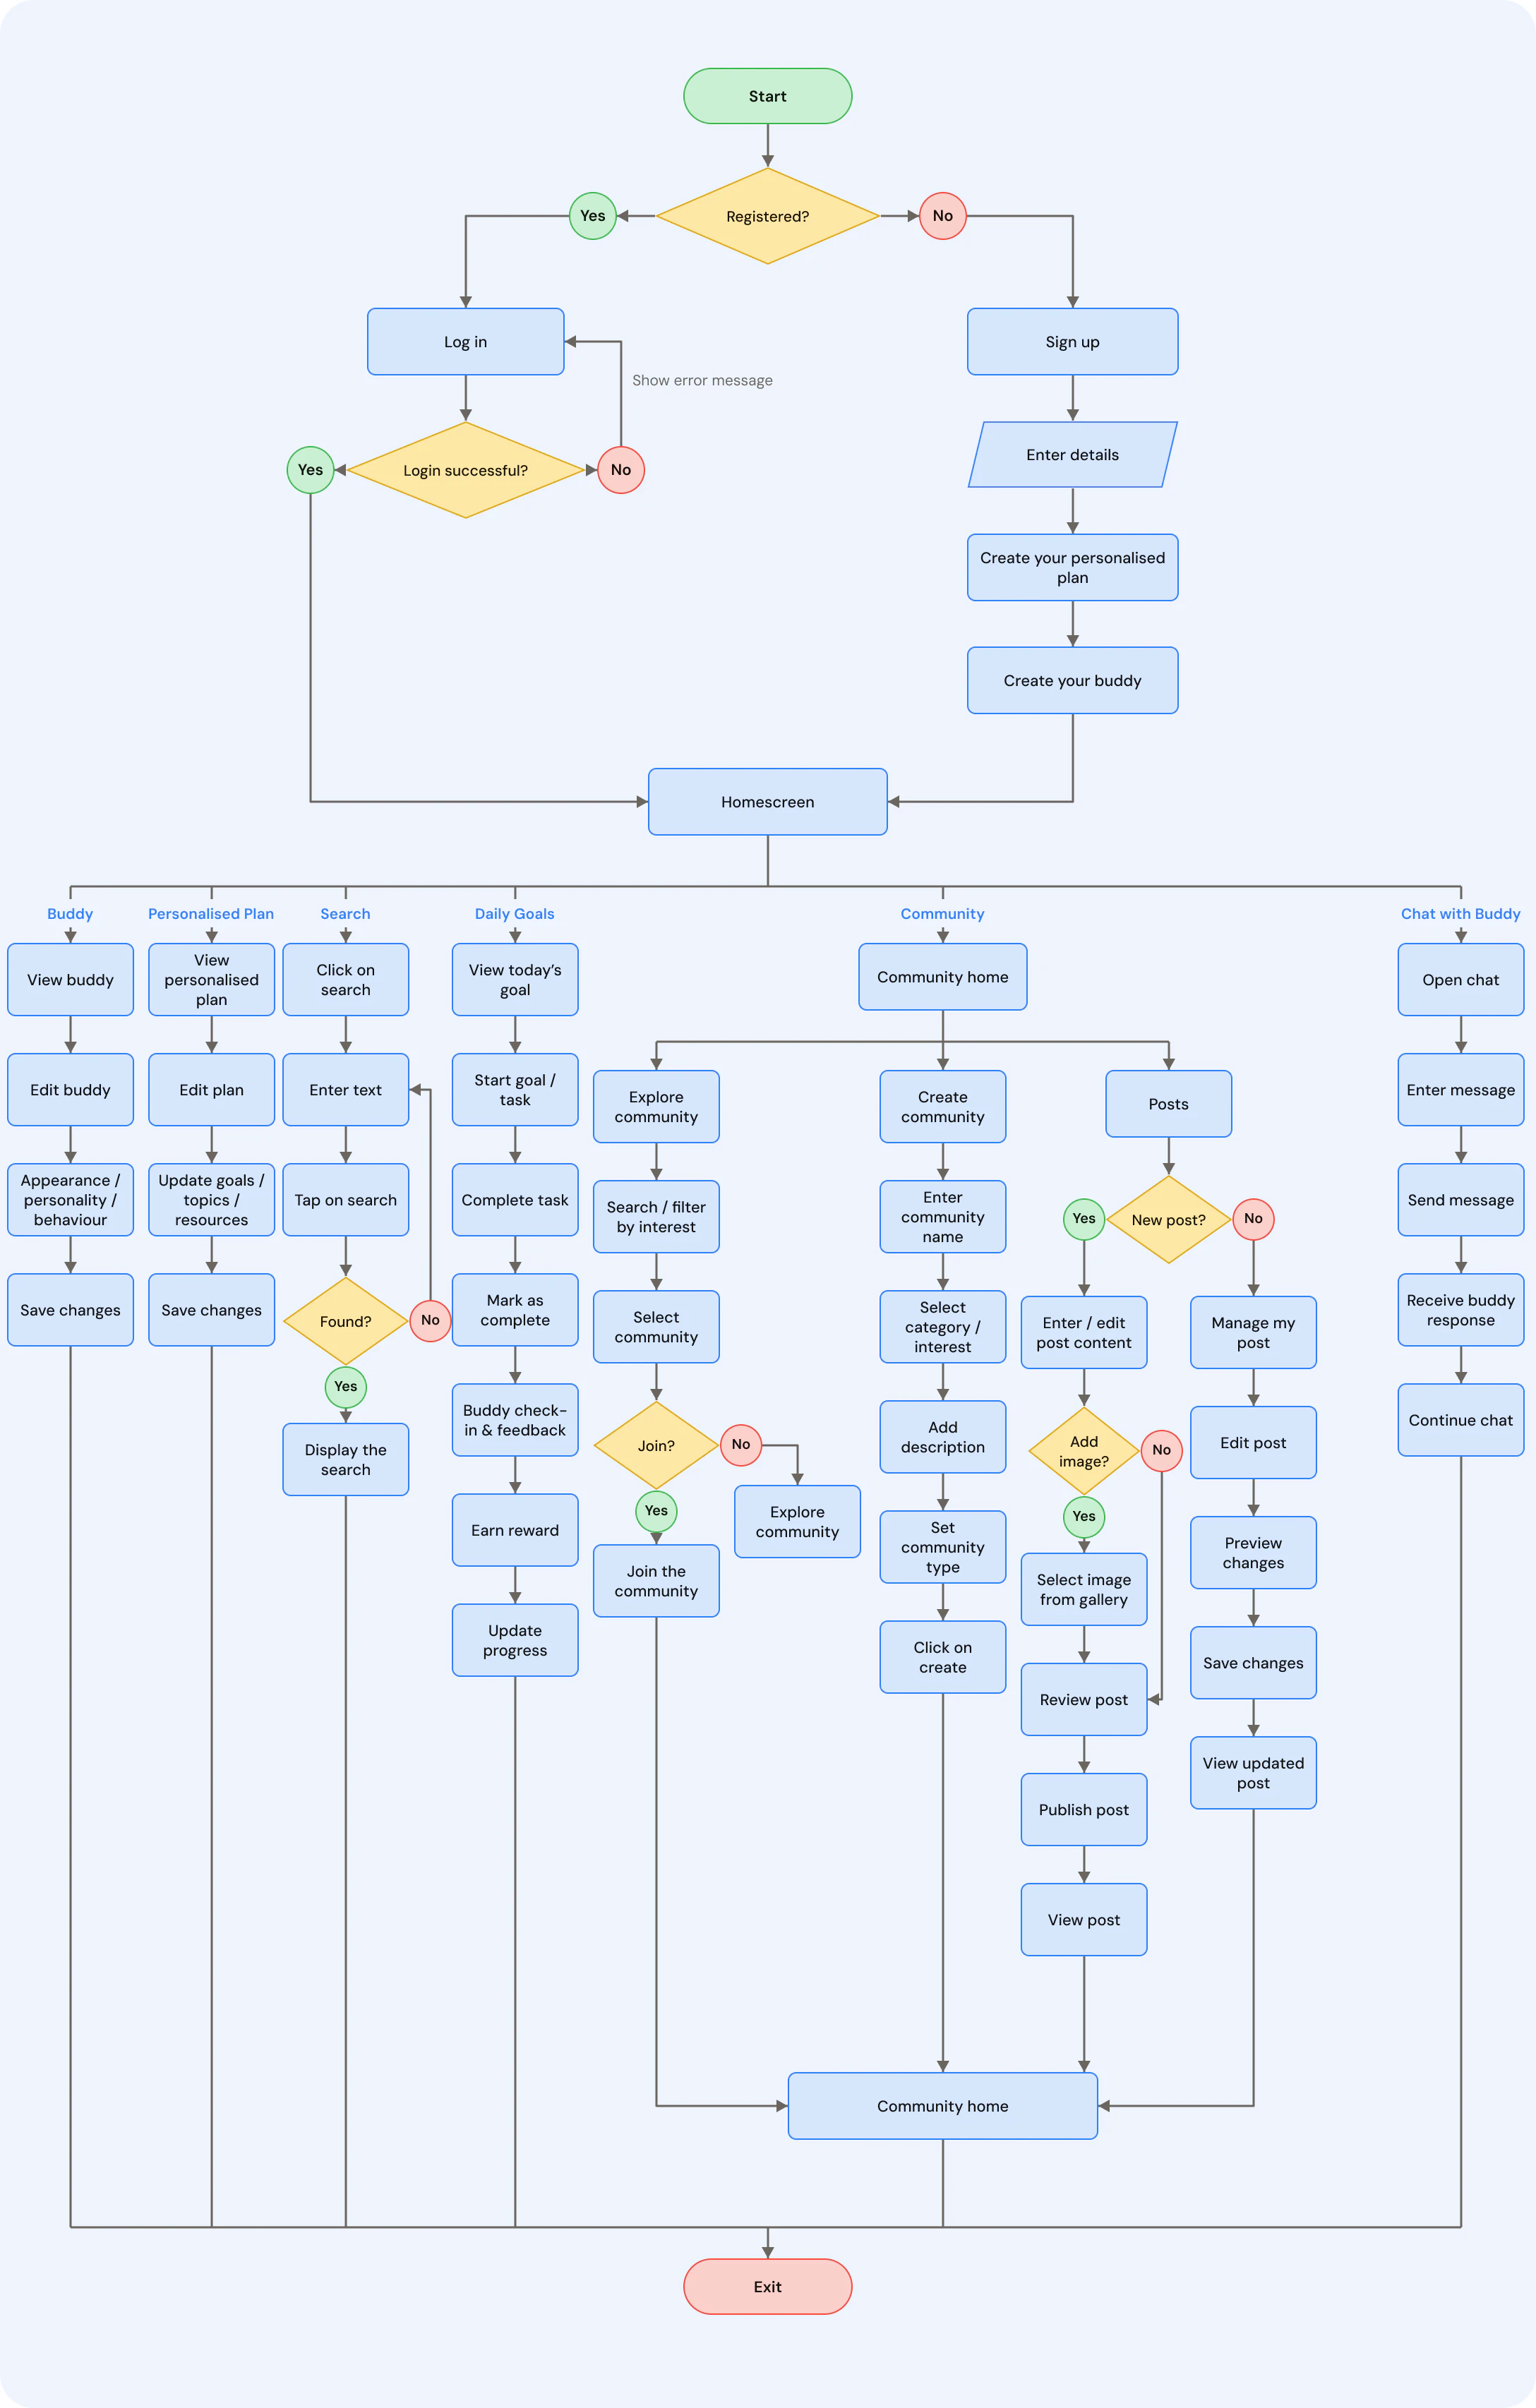 Start
Registered?
Yes
No
Log in
Sign up
Show error message
Enter details
Login successful?
Yes
No
Create your personalised
plan
Create your buddy
Homescreen
Buddy
Personalised Plan
Search
Daily Goals
Community
Chat with Buddy
View buddy
Edit buddy
Appearance /
personality /
behaviour
Save changes
View
personalised
plan
Edit plan
Update goals /
topics /
resources
Save changes
Click on
search
Enter text
Tap on search
Found?
No
Yes
Display the
search
View today’s
goal
Start goal /
task
Complete task
Mark as
complete
Buddy check-
in & feedback
Earn reward
Update
progress
Community home
Explore
community
Search / filter
by interest
Select
community
Join?
No
Yes
Explore
community
Join the
community
Create
community
Enter
community
name
Select
category /
interest
Add
description
Set
community
type
Click on
create
Posts
New post?
Yes
No
Enter / edit
post content
Add
image?
No
Yes
Select image
from gallery
Review post
Publish post
View post
Manage my
post
Edit post
Preview
changes
Save changes
View updated
post
Open chat
Enter message
Send message
Receive buddy
response
Continue chat
Community home
Exit